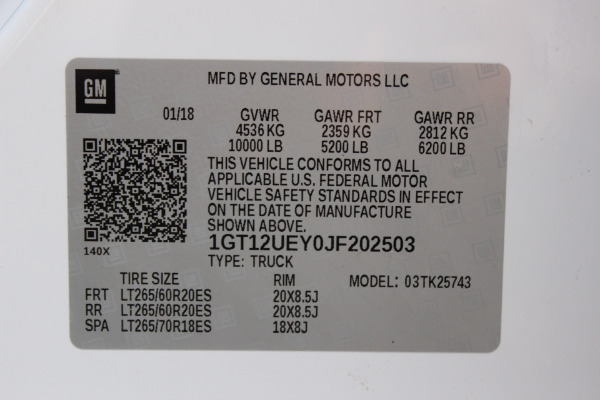 GM
MFD BY GENERAL MOTORS LLC
01/18 GVWR GAWR FRT GAWR RR
4536 KG 2359 KG 2812 KG
10000 LB 5200 LB 6200 LB
THIS VEHICLE CONFORMS TO ALL
APPLICABLE U.S. FEDERAL MOTOR
VEHICLE SAFETY STANDARDS IN EFFECT
ON THE DATE OF MANUFACTURE
SHOWN ABOVE.
140X
1GT12UEY0JF202503
TYPE: TRUCK
TIRE SIZE RIM MODEL: 03TK25743
FRT LT265/60R20ES 20X8.5J
RR LT265/60R20ES 20X8.5J
SPA LT265/70R18ES 18X8J